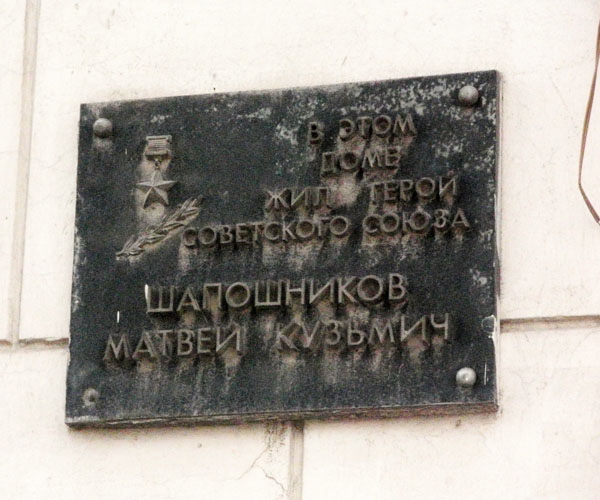 В ЭТОМ
ДОМЕ
ЖИЛ ГЕРОЙ
СОВЕТСКОГО СОЮЗА
ШАПОШНИКОВ
МАТВЕЙ КУЗЬМИЧ